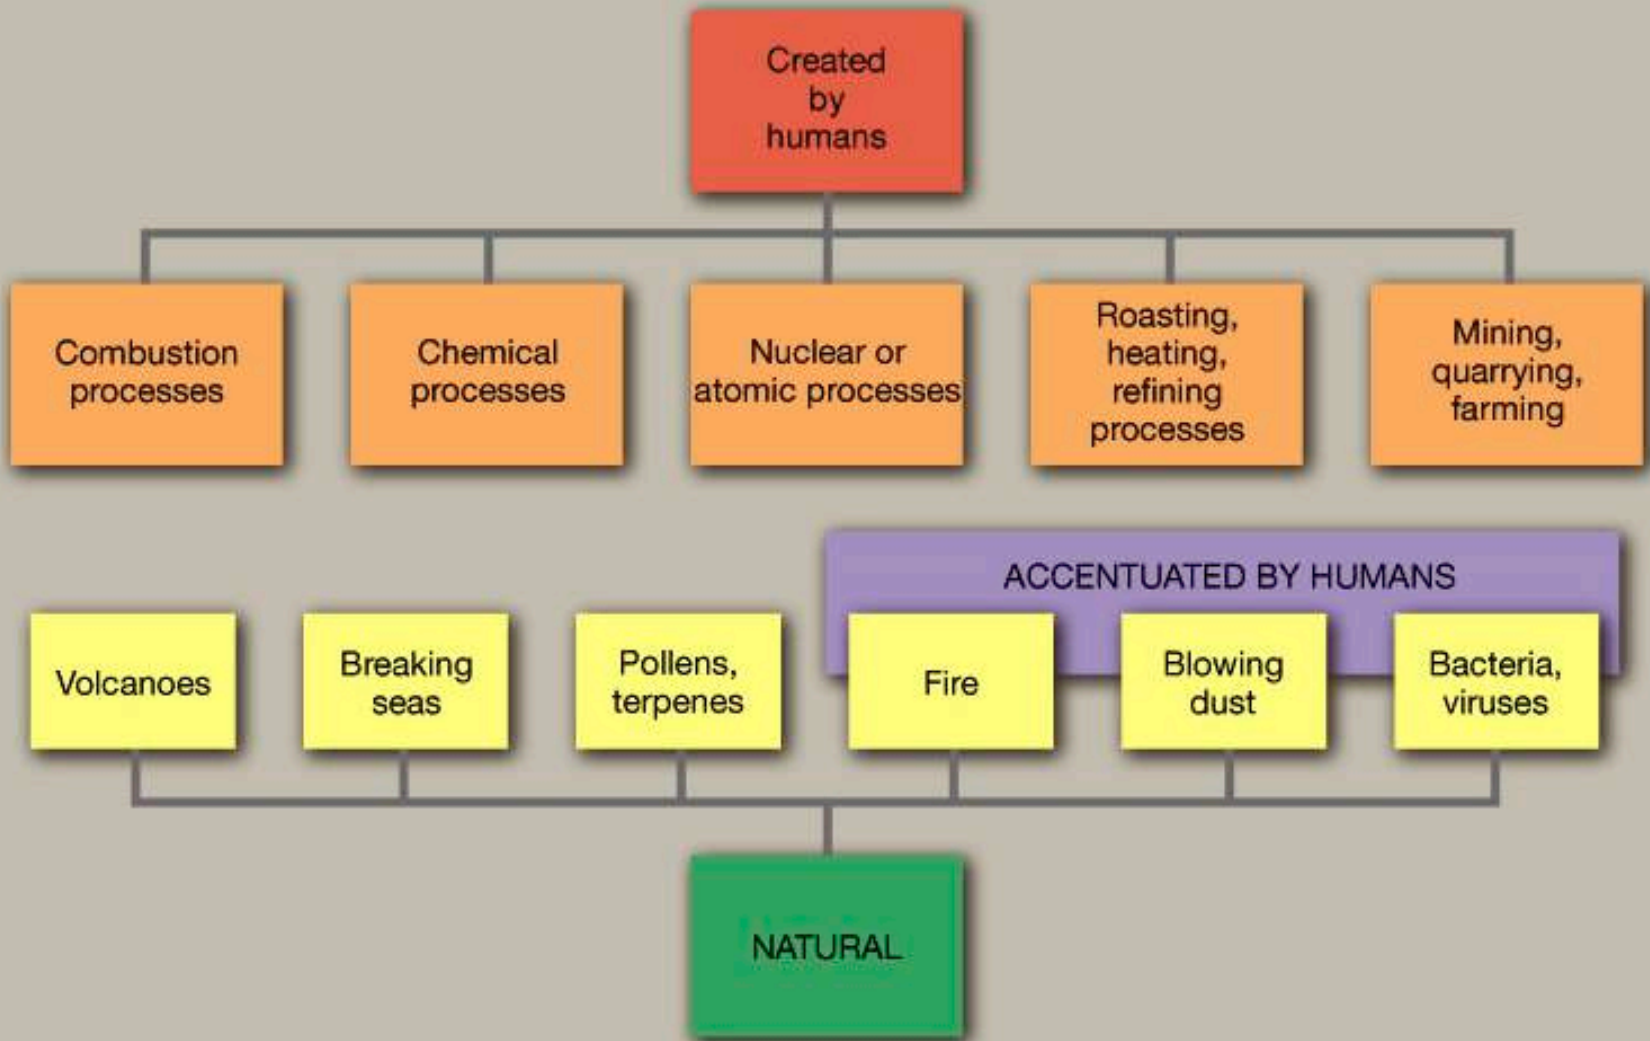 Created
by
humans
Combustion
processes
Chemical
processes
Nuclear or
atomic processes
Roasting,
heating,
refining
processes
Mining,
quarrying,
farming
ACCENTUATED BY HUMANS
Volcanoes
Breaking
seas
Pollens,
terpenes
Fire
Blowing
dust
Bacteria,
viruses
NATURAL